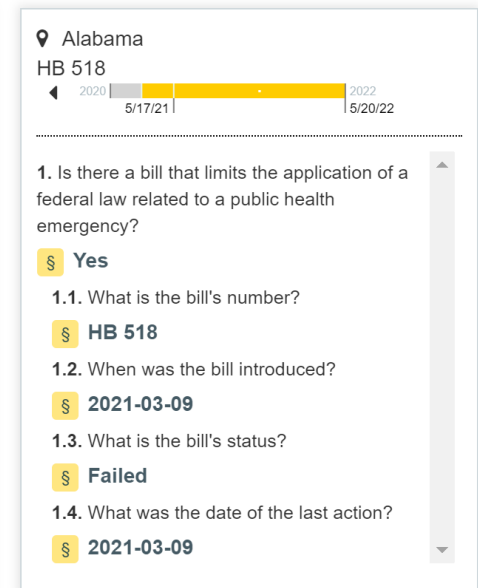 Alabama
HB 518
2020 2022
5/17/21 5/20/22
1. Is there a bill that limits the application of a
federal law related to a public health
emergency?
§ Yes
1.1. What is the bill's number?
§ HB 518
1.2. When was the bill introduced?
§ 2021-03-09
1.3. What is the bill's status?
§ Failed
1.4. What was the date of the last action?
§ 2021-03-09